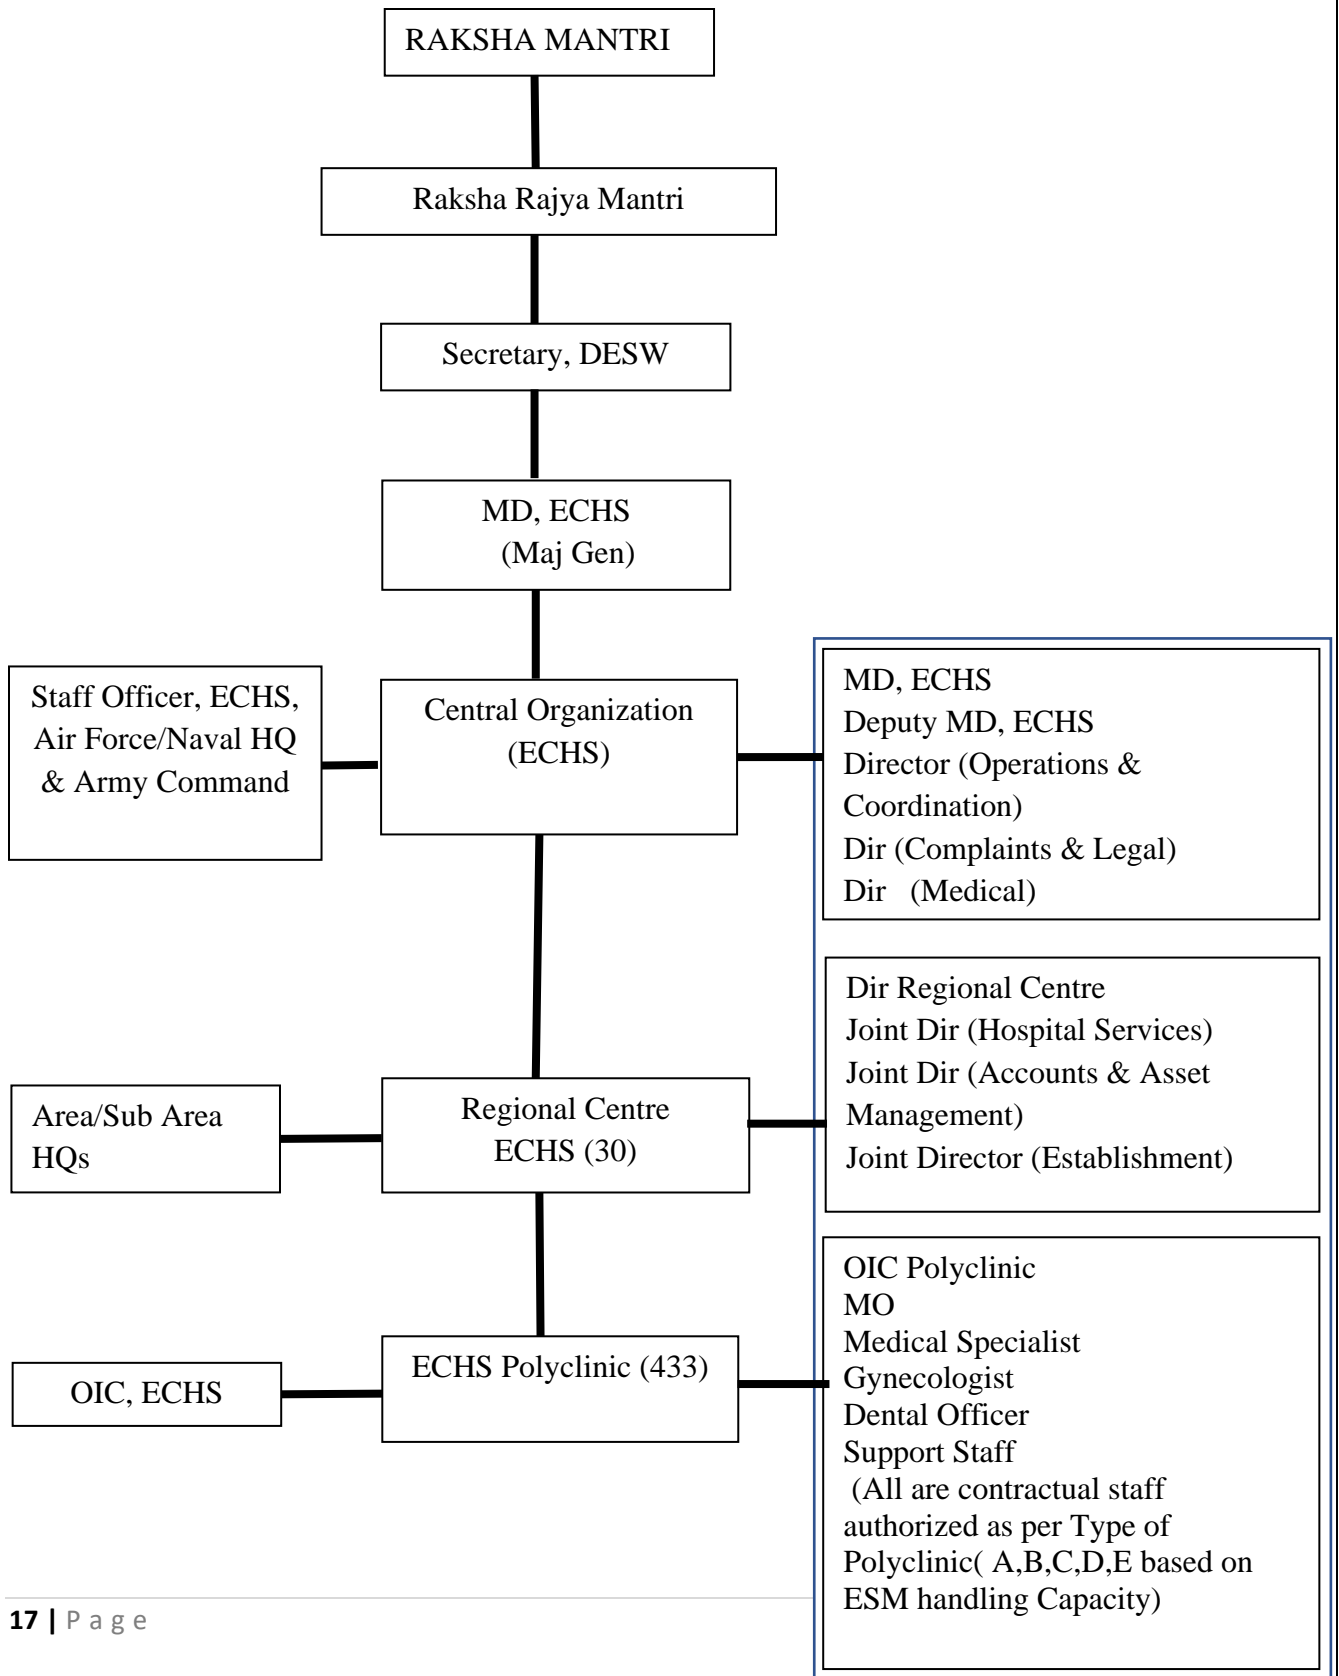 RAKSHA MANTRI
Raksha Rajya Mantri
Secretary, DESW
MD, ECHS
(Maj Gen)
Staff Officer, ECHS,
Air Force/Naval HQ
& Army Command
Central Organization
(ECHS)
MD, ECHS
Deputy MD, ECHS
Director (Operations &
Coordination)
Dir (Complaints & Legal)
Dir (Medical)
Area/Sub Area
HQs
Regional Centre
ECHS (30)
Dir Regional Centre
Joint Dir (Hospital Services)
Joint Dir (Accounts & Asset
Management)
Joint Director (Establishment)
OIC, ECHS
ECHS Polyclinic (433)
OIC Polyclinic
MO
Medical Specialist
Gynecologist
Dental Officer
Support Staff
(All are contractual staff
authorized as per Type of
Polyclinic( A,B,C,D,E based on
ESM handling Capacity)
17 | Page